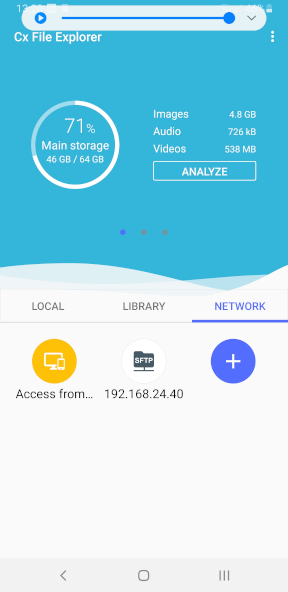 Cx File Explorer
71%
Main storage
46 GB / 64 GB
Images 4.8 GB
Audio 726 kB
Videos 538 MB
ANALYZE
LOCAL LIBRARY NETWORK
SFTP
Access from... 192.168.24.40